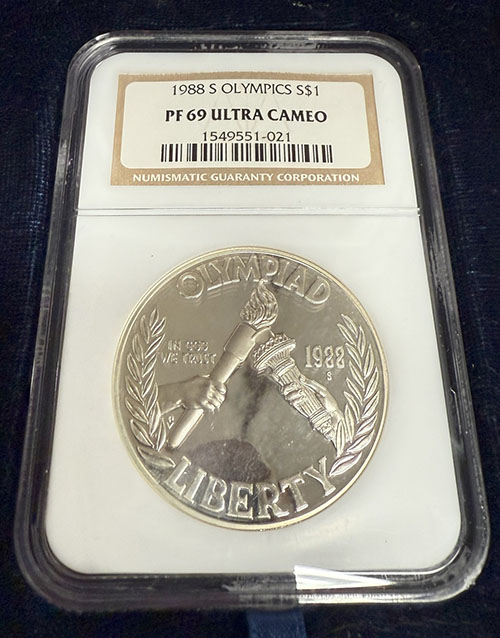 1988 S OLYMPICS S$1
PF 69 ULTRA CAMEO
1549551-021
NUMISMATIC GUARANTY CORPORATION
OLYMPIAD
IN GOD
WE TRUST
1988
S
LIBERTY